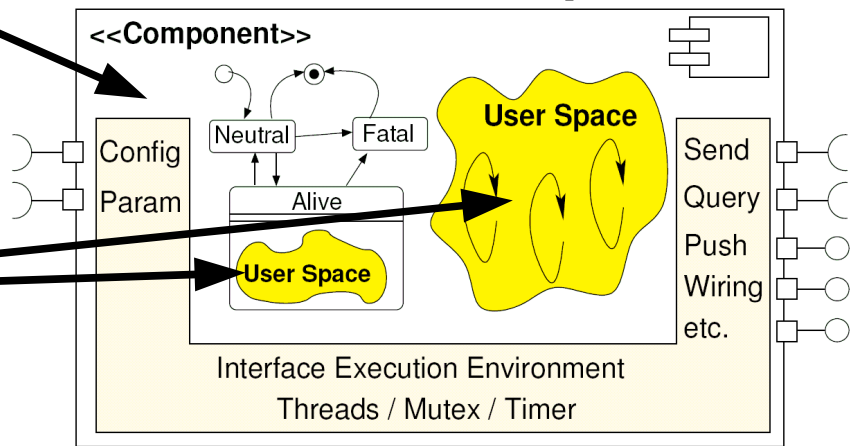 <<Component>>
Neutral
Fatal
Alive
User Space
User Space
Config
Param
Send
Query
Push
Wiring
etc.
Interface Execution Environment
Threads / Mutex / Timer